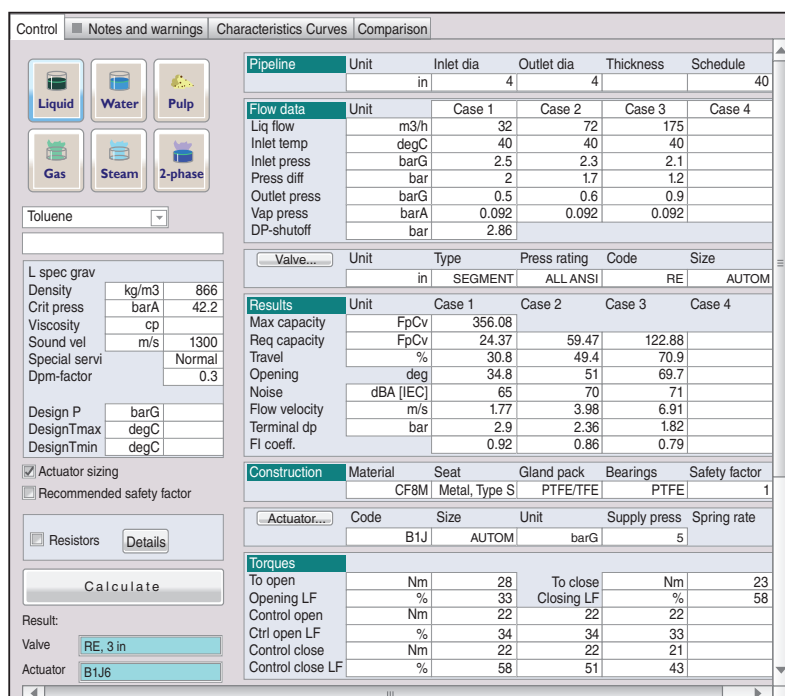 Control Notes and warnings Characteristics Curves Comparison
Liquid Water Pulp
Gas Steam 2-phase
Toluene
L spec grav
Density kg/m3 866
Crit press barA 42.2
Viscosity cp
Sound vel m/s 1300
Special servi Normal
Dpm-factor 0.3
Design P barG
DesignTmax degC
DesignTmin degC
Actuator sizing
Recommended safety factor
Resistors Details
Calculate
Result:
Valve RE, 3 in
Actuator B1J6
Pipeline Unit Inlet dia Outlet dia Thickness Schedule
in 4 4 40
Flow data Unit Case 1 Case 2 Case 3 Case 4
Liq flow m3/h 32 72 175
Inlet temp degC 40 40 40
Inlet press barG 2.5 2.3 2.1
Press diff bar 2 1.7 1.2
Outlet press barG 0.5 0.6 0.9
Vap press barA 0.092 0.092 0.092
DP-shutoff bar 2.86
Valve... Unit Type Press rating Code Size
in SEGMENT ALL ANSI RE AUTOM
Results Unit Case 1 Case 2 Case 3 Case 4
Max capacity FpCv 356.08
Req capacity FpCv 24.37 59.47 122.88
Travel % 30.8 49.4 70.9
Opening deg 34.8 51 69.7
Noise dBA [IEC] 65 70 71
Flow velocity m/s 1.77 3.98 6.91
Terminal dp bar 2.9 2.36 1.82
Fl coeff. 0.92 0.86 0.79
Construction Material Seat Gland pack Bearings Safety factor
CF8M Metal, Type S PTFE/TFE PTFE 1
Actuator... Code Size Unit Supply press Spring rate
B1J AUTOM barG 5
Torques
To open Nm 28 To close Nm 23
Opening LF % 33 Closing LF % 58
Control open Nm 22 22 22
Ctrl open LF % 34 34 33
Control close Nm 22 22 21
Control close LF % 58 51 43